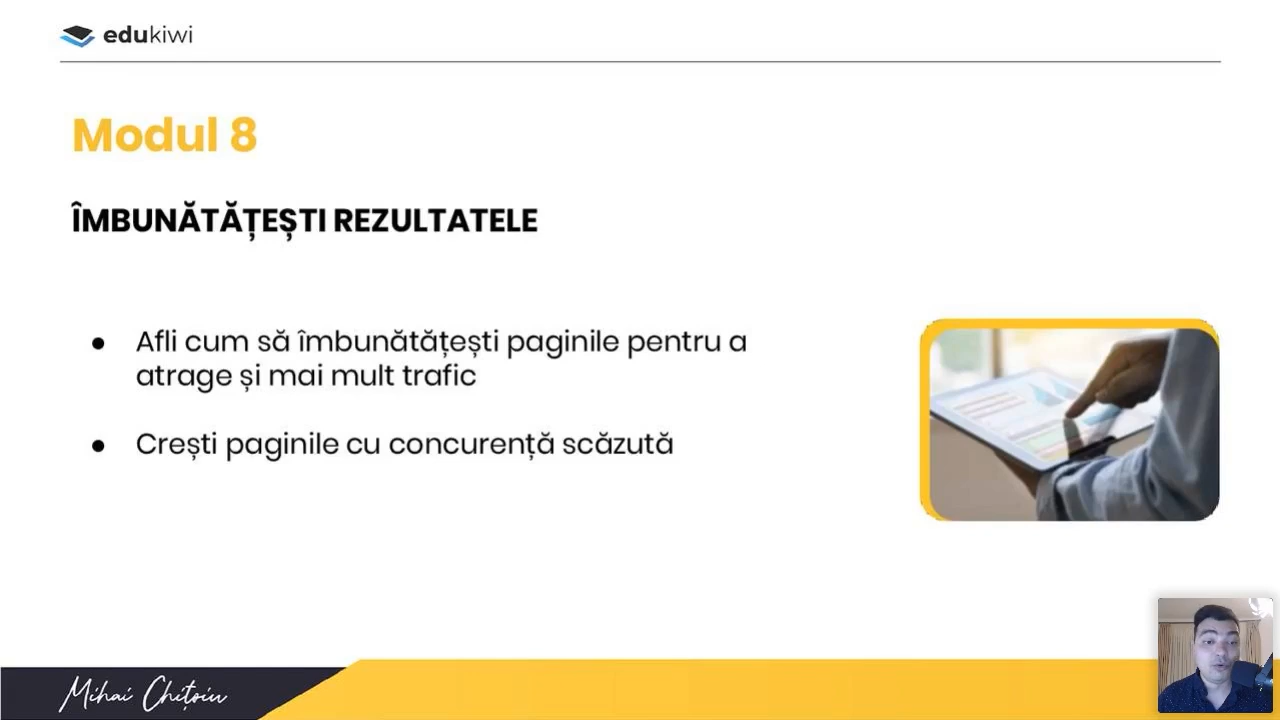 edukiwi
Modul 8
ÎMBUNĂTĂȚEȘTI REZULTATELE
● Afli cum să îmbunătățești paginile pentru a
atrage și mai mult trafic
● Crești paginile cu concurență scăzută
Mihai Chițoiu